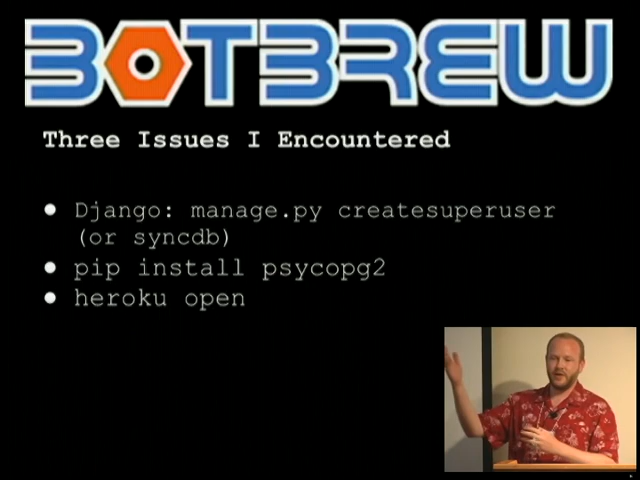 BOTBREW
Three Issues I Encountered
● Django: manage.py createsuperuser
(or syncdb)
● pip install psycopg2
● heroku open